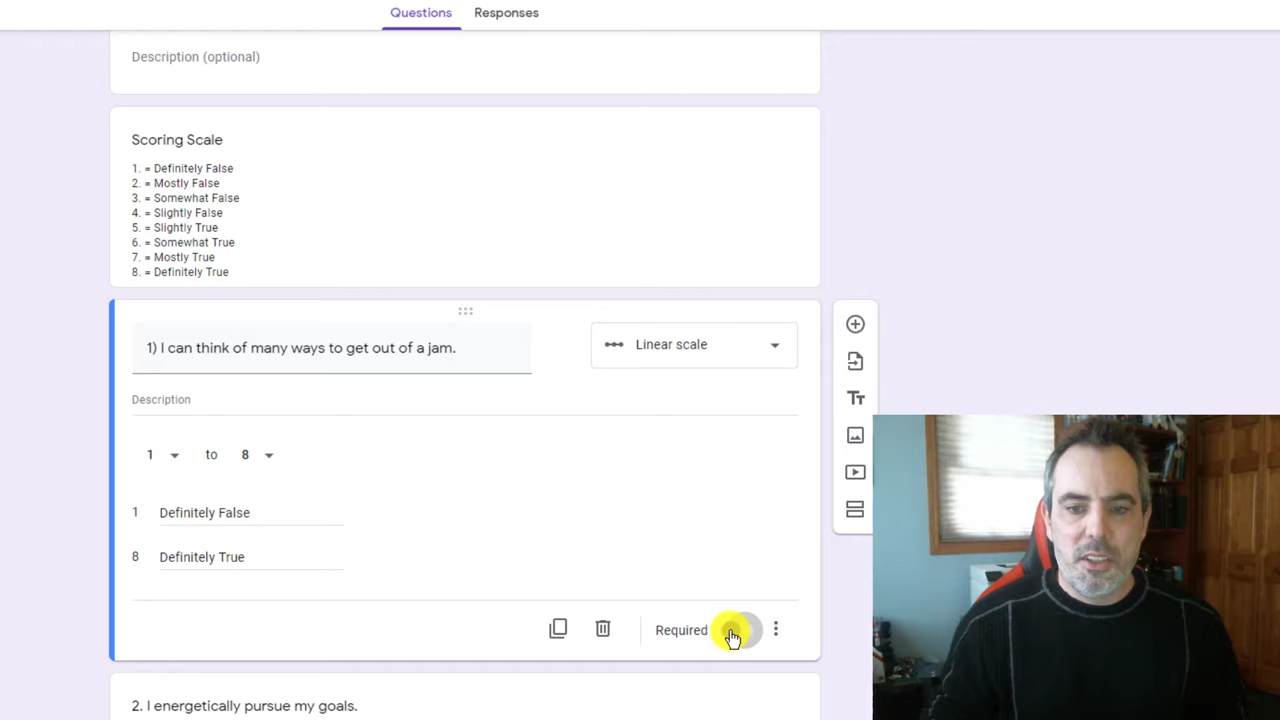 Questions Responses
Description (optional)
Scoring Scale
1. = Definitely False
2. = Mostly False
3. = Somewhat False
4. = Slightly False
5. = Slightly True
6. = Somewhat True
7. = Mostly True
8. = Definitely True
1) I can think of many ways to get out of a jam.
Linear scale
Description
1 to 8
1 Definitely False
8 Definitely True
Required
2. I energetically pursue my goals.